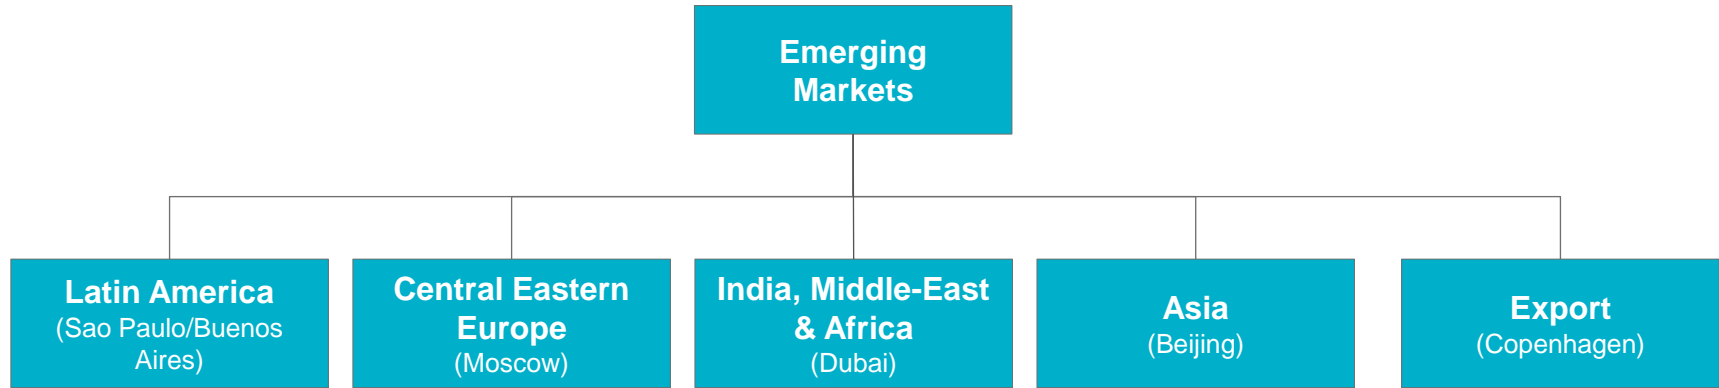 Emerging
Markets
Latin America
(Sao Paulo/Buenos
Aires)
Central Eastern
Europe
(Moscow)
India, Middle-East
& Africa
(Dubai)
Asia
(Beijing)
Export
(Copenhagen)